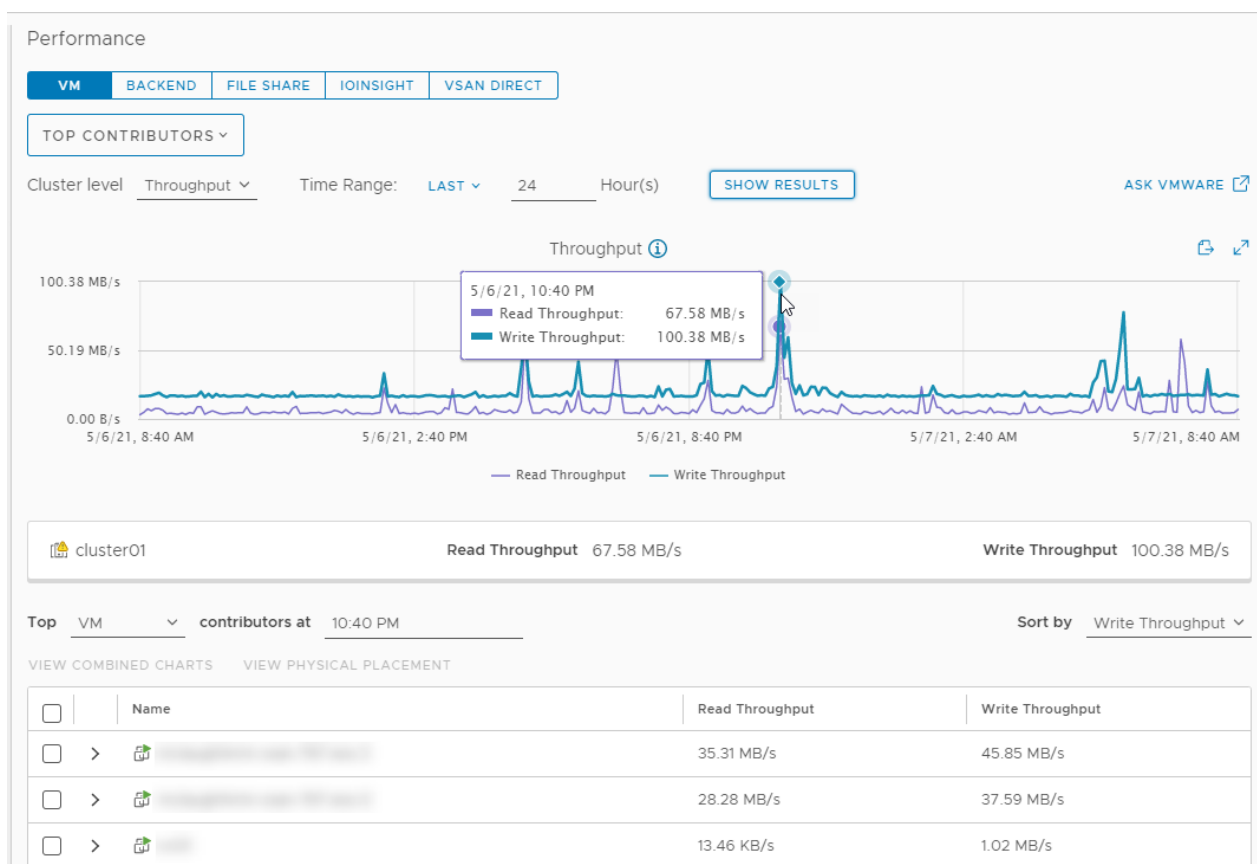 Performance
VM BACKEND FILE SHARE IOINSIGHT VSAN DIRECT
TOP CONTRIBUTORS
Cluster level Throughput Time Range: LAST 24 Hour(s) SHOW RESULTS ASK VMWARE
Throughput
100.38 MB/s
50.19 MB/s
0.00 B/s
5/6/21, 10:40 PM
Read Throughput: 67.58 MB/s
Write Throughput: 100.38 MB/s
5/6/21, 8:40 AM 5/6/21, 2:40 PM 5/6/21, 8:40 PM 5/7/21, 2:40 AM 5/7/21, 8:40 AM
Read Throughput Write Throughput
cluster01 Read Throughput 67.58 MB/s Write Throughput 100.38 MB/s
Top VM contributors at 10:40 PM Sort by Write Throughput
VIEW COMBINED CHARTS VIEW PHYSICAL PLACEMENT
Name Read Throughput Write Throughput
35.31 MB/s 45.85 MB/s
28.28 MB/s 37.59 MB/s
13.46 KB/s 1.02 MB/s